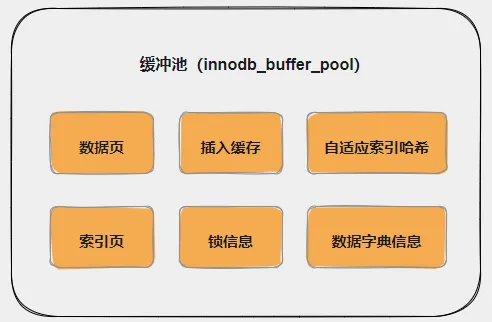 缓冲池（innodb_buffer_pool）
数据页
插入缓存
自适应索引哈希
索引页
锁信息
数据字典信息